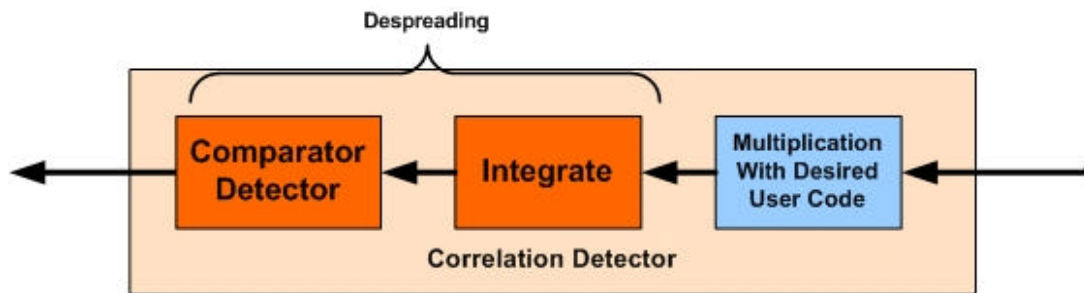 Despreading
Comparator
Detector
Integrate
Multiplication
With Desired
User Code
Correlation Detector